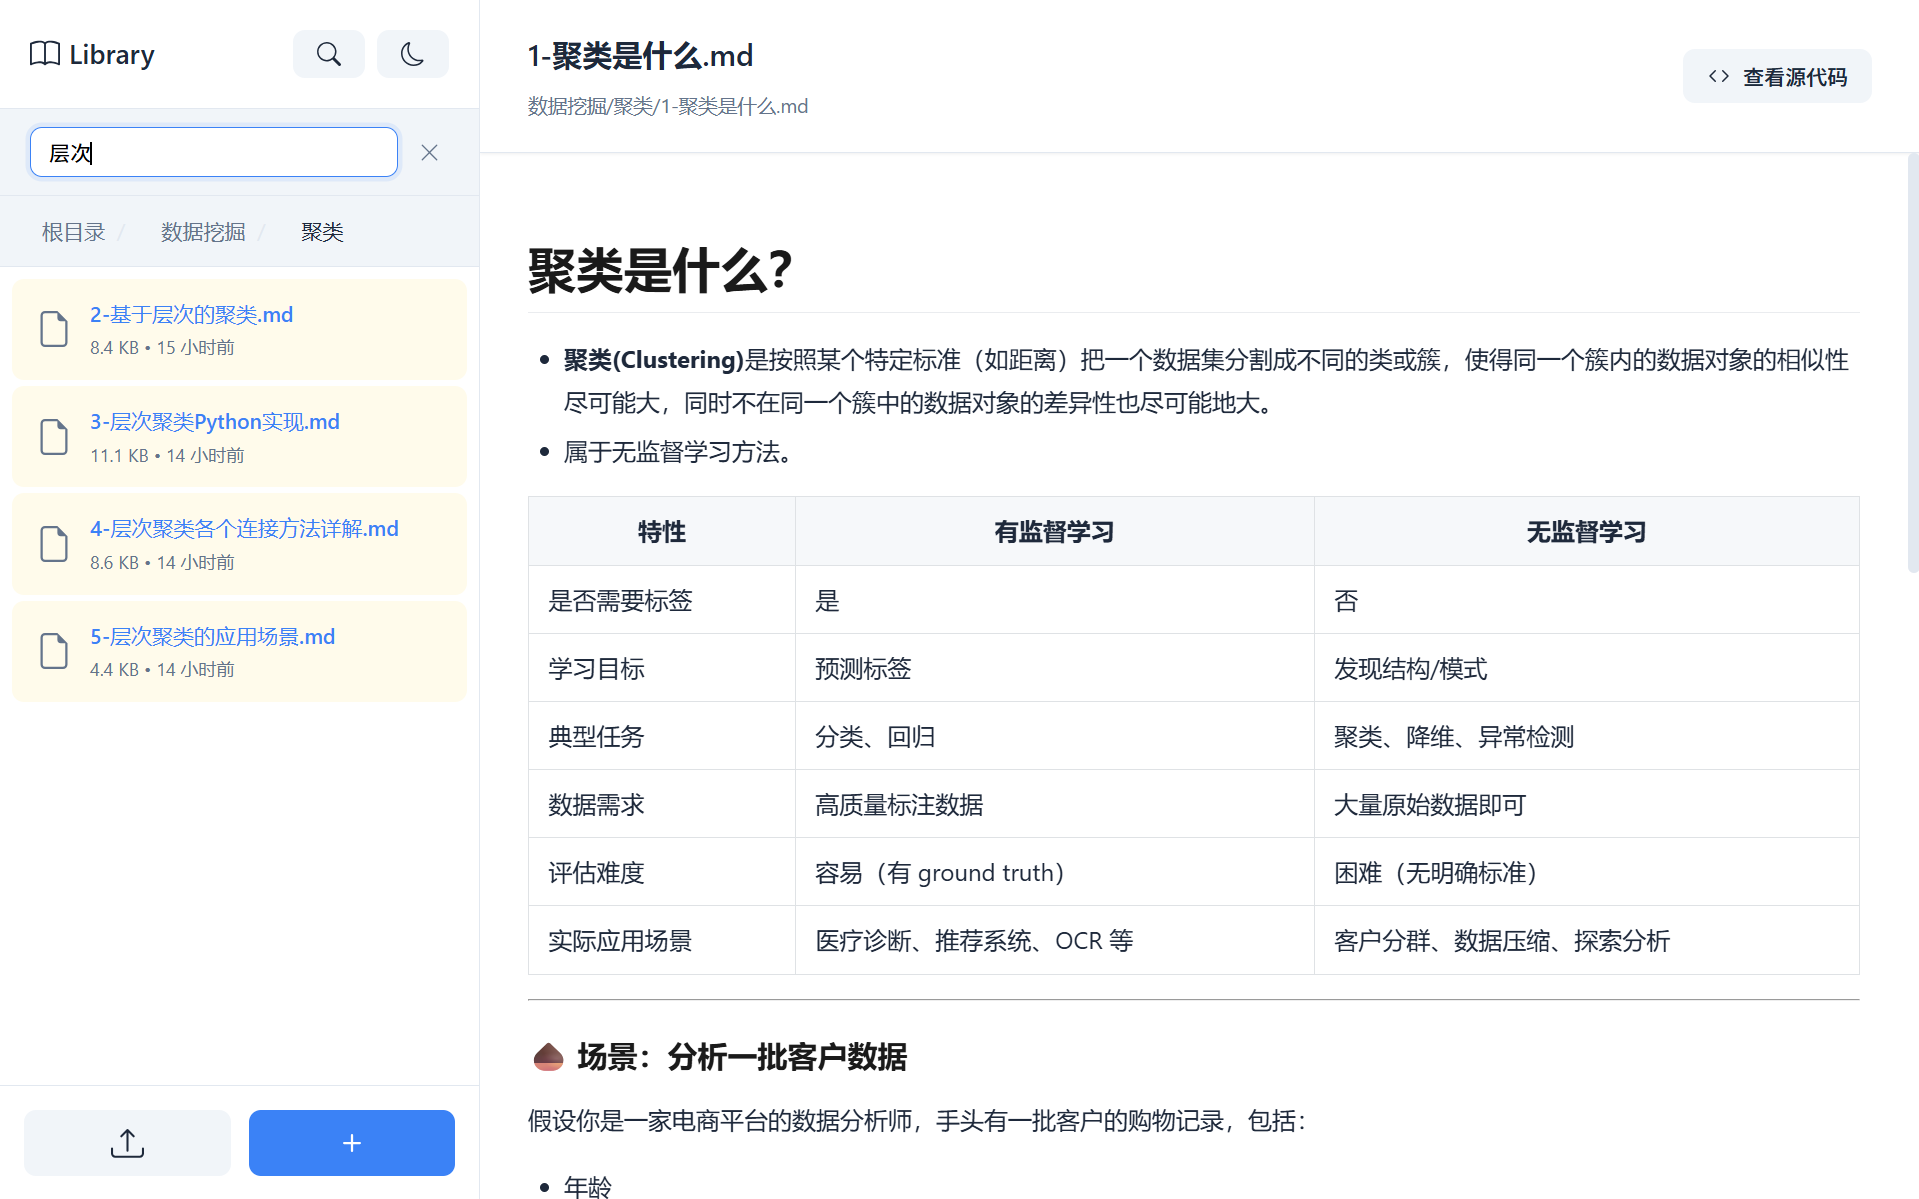 Library
层次
根目录 / 数据挖掘 / 聚类
2-基于层次的聚类.md
8.4 KB • 15 小时前
3-层次聚类Python实现.md
11.1 KB • 14 小时前
4-层次聚类各个连接方法详解.md
8.6 KB • 14 小时前
5-层次聚类的应用场景.md
4.4 KB • 14 小时前
1-聚类是什么.md
数据挖掘/聚类/1-聚类是什么.md
<> 查看源代码
聚类是什么？
• 聚类(Clustering)是按照某个特定标准（如距离）把一个数据集分割成不同的类或簇，使得同一个簇内的数据对象的相似性
尽可能大，同时不在同一个簇中的数据对象的差异性也尽可能地大。
• 属于无监督学习方法。
特性 有监督学习 无监督学习
是否需要标签 是 否
学习目标 预测标签 发现结构/模式
典型任务 分类、回归 聚类、降维、异常检测
数据需求 高质量标注数据 大量原始数据即可
评估难度 容易（有 ground truth） 困难（无明确标准）
实际应用场景 医疗诊断、推荐系统、OCR 等 客户分群、数据压缩、探索分析
🌰 场景：分析一批客户数据
假设你是一家电商平台的数据分析师，手头有一批客户的购物记录，包括：
• 年龄